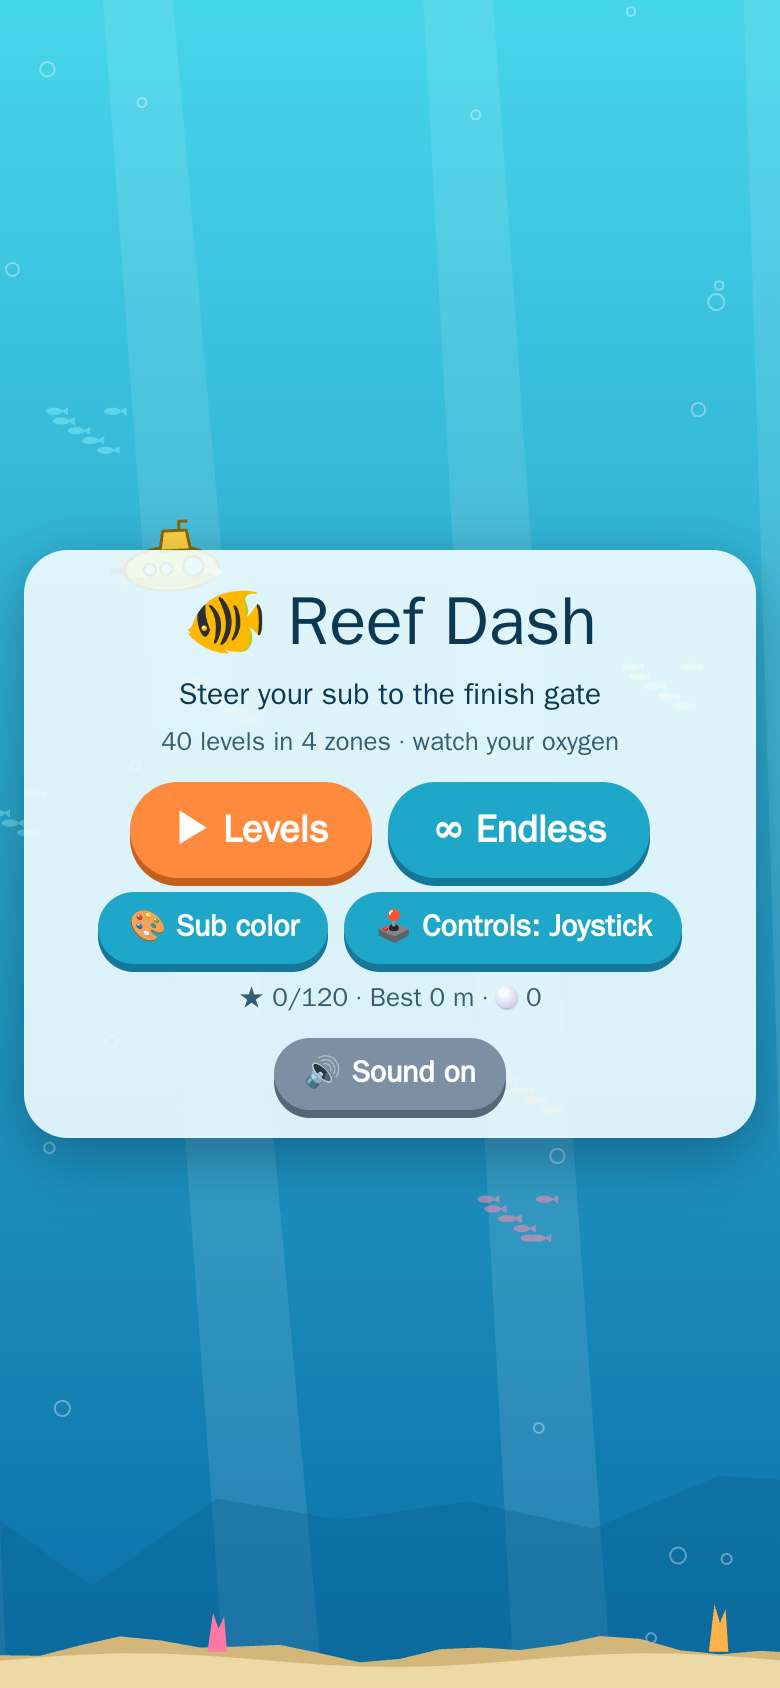 Reef Dash
Steer your sub to the finish gate
40 levels in 4 zones · watch your oxygen
Levels
∞ Endless
Sub color
Controls: Joystick
★ 0/120 · Best 0 m · 0
Sound on